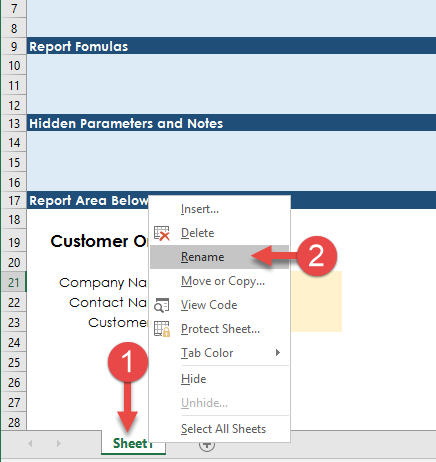 7
8
9 Report Fomulas
10
11
12
13 Hidden Parameters and Notes
14
15
16
17 Report Area Below
18
19 Customer O
20
21 Company Na
22 Contact Na
23 Customer
24
25
26
27
28
Insert...
Delete
Rename
Move or Copy...
View Code
Protect Sheet...
Tab Color
Hide
Unhide...
Select All Sheets
1
2
Sheet1